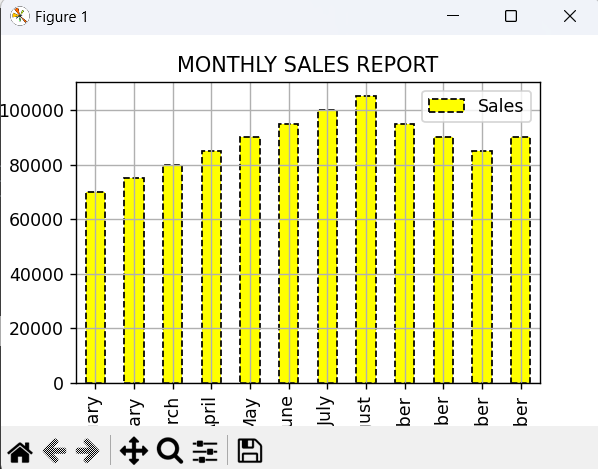 Figure 1
MONTHLY SALES REPORT
Sales
100000
80000
60000
40000
20000
0
ary
ary
rch
pril
May
une
July
ust
ber
ber
ber
ber